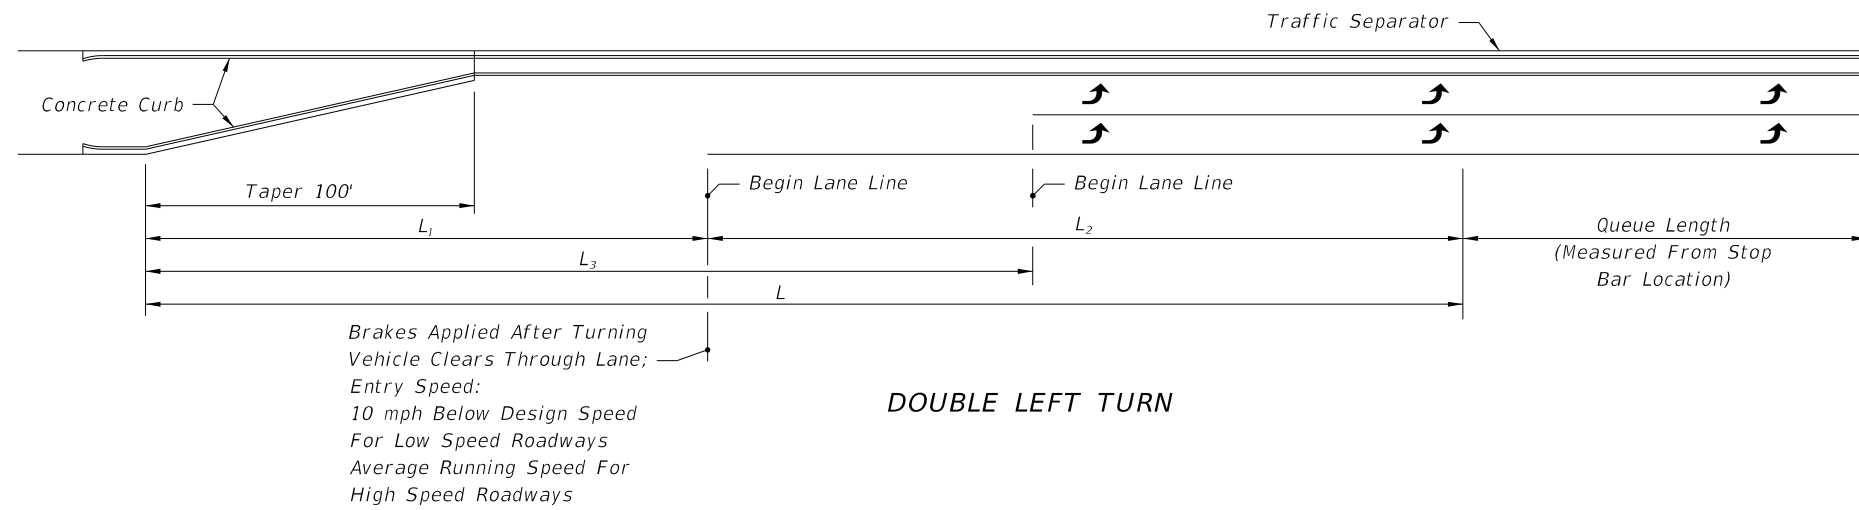 Traffic Separator
Concrete Curb
Taper 100'
Begin Lane Line
Begin Lane Line
L1
L2
Queue Length
(Measured From Stop
Bar Location)
L3
L
Brakes Applied After Turning
Vehicle Clears Through Lane;
Entry Speed:
10 mph Below Design Speed
For Low Speed Roadways
Average Running Speed For
High Speed Roadways
DOUBLE LEFT TURN